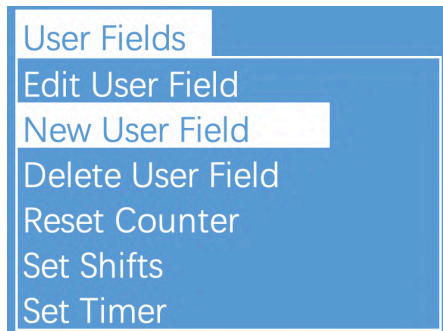 User Fields
Edit User Field
New User Field
Delete User Field
Reset Counter
Set Shifts
Set Timer